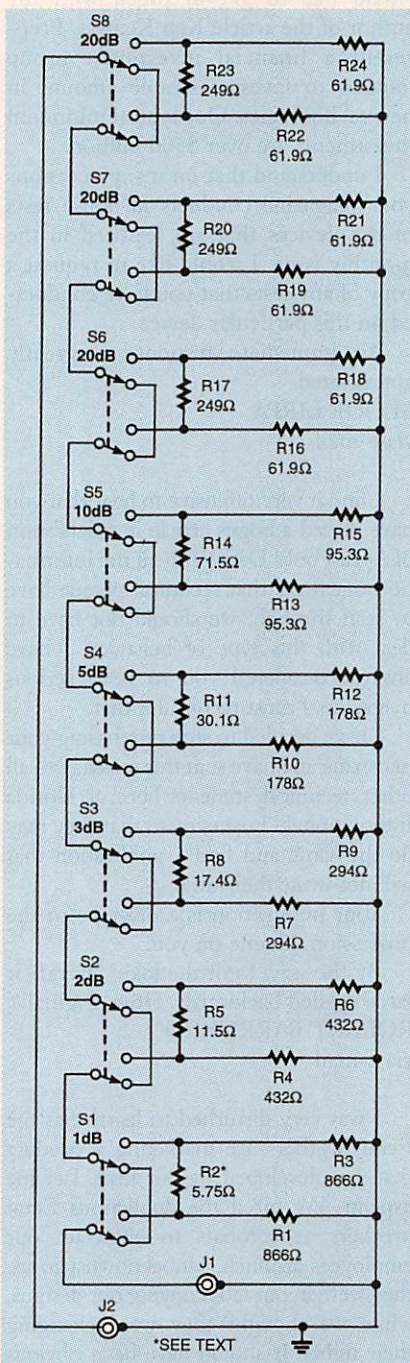 S8
20dB
R23
249Ω
R24
61.9Ω
R22
61.9Ω
S7
20dB
R20
249Ω
R21
61.9Ω
R19
61.9Ω
S6
20dB
R17
249Ω
R18
61.9Ω
R16
61.9Ω
S5
10dB
R14
71.5Ω
R15
95.3Ω
R13
95.3Ω
S4
5dB
R11
30.1Ω
R12
178Ω
R10
178Ω
S3
3dB
R8
17.4Ω
R9
294Ω
R7
294Ω
S2
2dB
R5
11.5Ω
R6
432Ω
R4
432Ω
S1
1dB
R2*
5.75Ω
R3
866Ω
R1
866Ω
J1
J2
*SEE TEXT